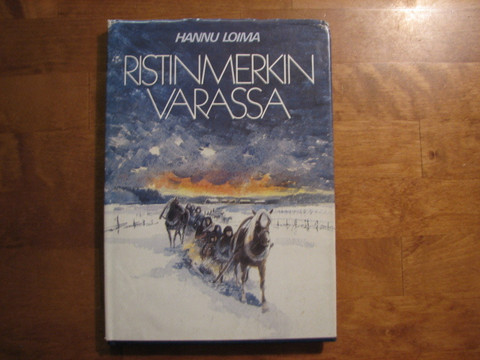 HANNU LOIMA
RISTINMERKIN
VARASSA